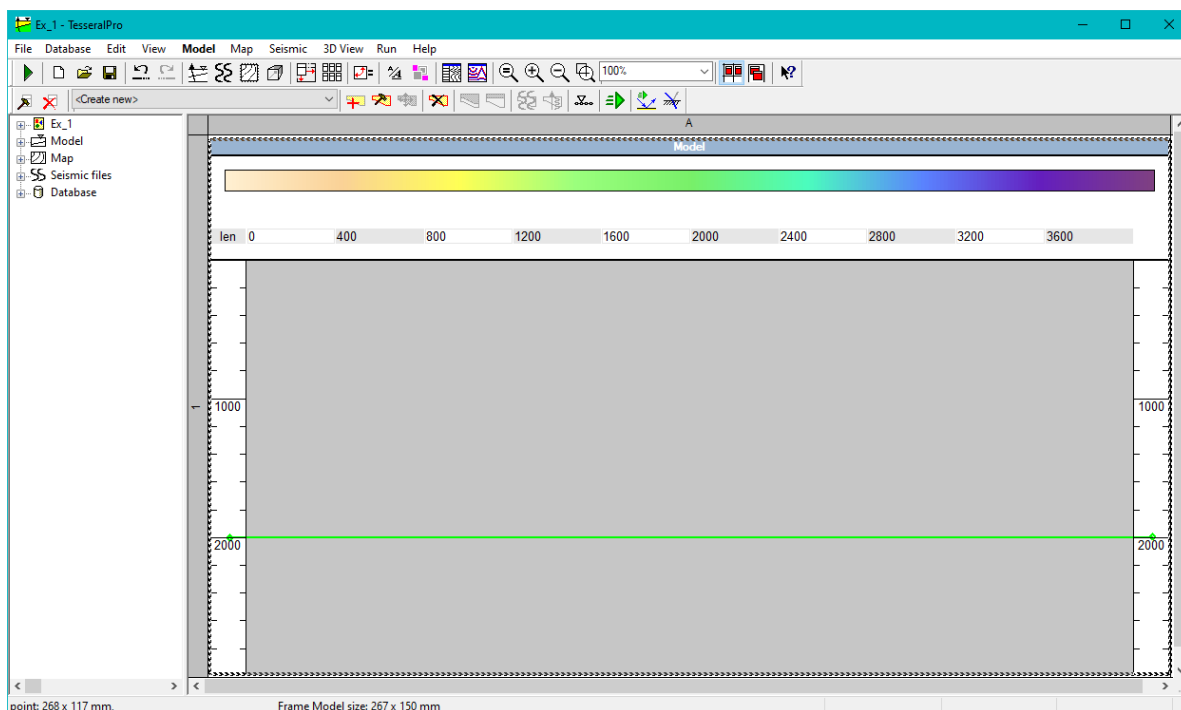 Ex_1 - TesseralPro
File Database Edit View Model Map Seismic 3D View Run Help
100%
<Create new>
Ex_1
Model
Map
Seismic files
Database
A
Model
len 0 400 800 1200 1600 2000 2400 2800 3200 3600
1
1000 1000
2000 2000
point: 268 x 117 mm. Frame Model size: 267 x 150 mm